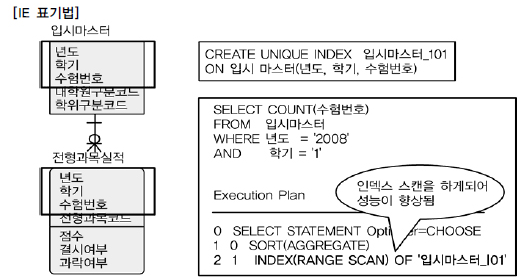 [IE 표기법]
입시마스터
년도
학기
수험번호
대학원구분코드
학위구분코드
전형과목실적
년도
학기
수험번호
전형과목코드
점수
결시여부
과락여부
CREATE UNIQUE INDEX 입시마스터_I01
ON 입시 마스터(년도, 학기, 수험번호)
SELECT COUNT(수험번호)
FROM 입시마스터
WHERE 년도 = '2008'
AND 학기 = '1'
인덱스 스캔을 하게되어
성능이 향상됨
Execution Plan
0 SELECT STATEMENT Opti er=CHOOSE
1 0 SORT(AGGREGATE)
2 1 INDEX(RANGE SCAN) OF '입시마스터_I01'